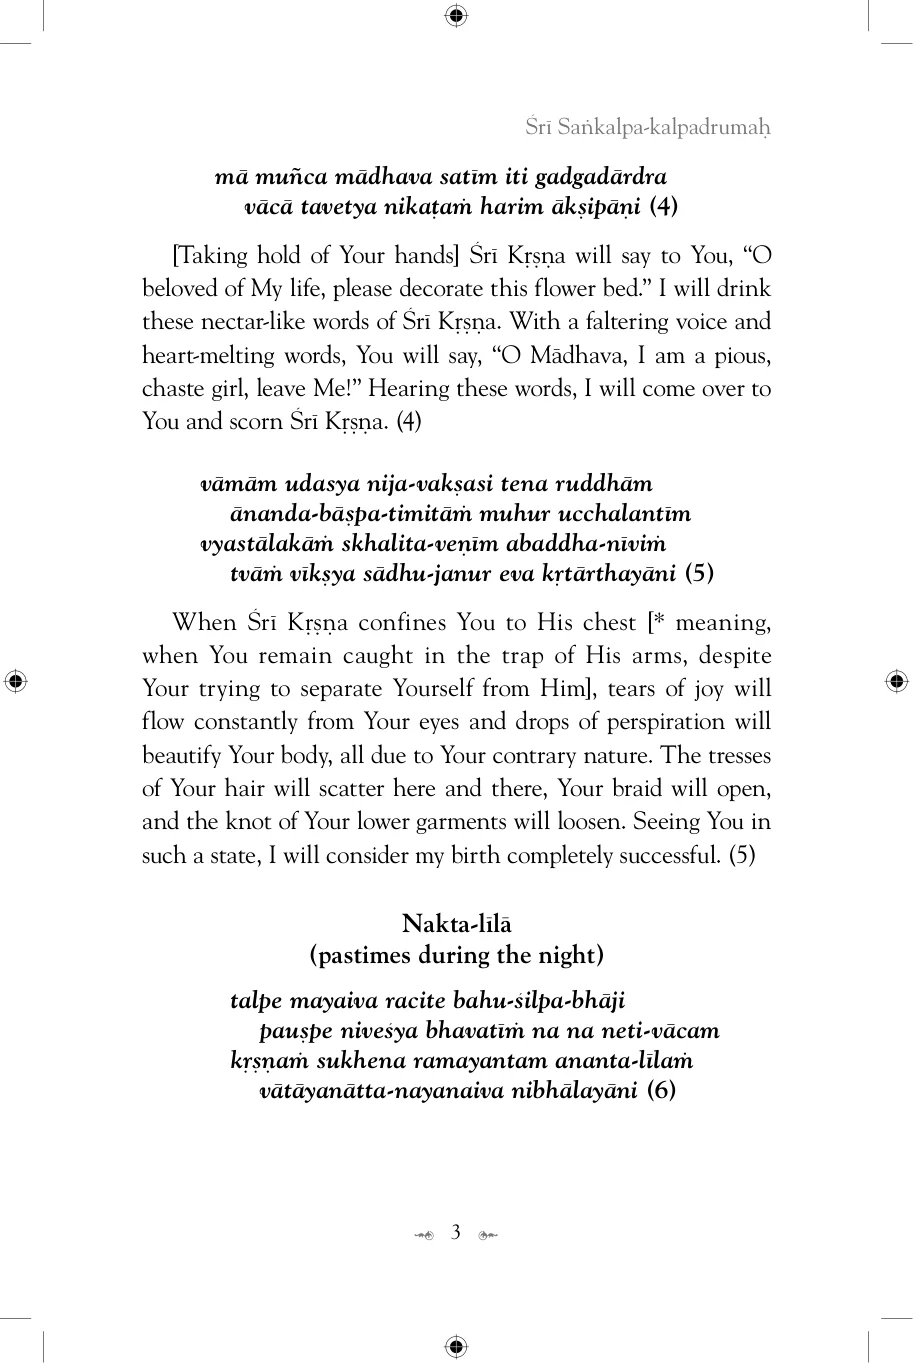 Śrī Saṅkalpa-kalpadrumaḥ
mā muñca mādhava satīm iti gadgadārdra
vācā tavetya nikaṭaṁ harim ākṣipāṇi (4)
[Taking hold of Your hands] Śrī Kṛṣṇa will say to You, “O
beloved of My life, please decorate this flower bed.” I will drink
these nectar-like words of Śrī Kṛṣṇa. With a faltering voice and
heart-melting words, You will say, “O Mādhava, I am a pious,
chaste girl, leave Me!” Hearing these words, I will come over to
You and scorn Śrī Kṛṣṇa. (4)
vāmām udasya nija-vakṣasi tena ruddhām
ānanda-bāṣpa-timitāṁ muhur ucchalantīm
vyastālakāṁ skhalita-veṇīm abaddha-nīviṁ
tvāṁ vīkṣya sādhu-janur eva kṛtārthayāni (5)
When Śrī Kṛṣṇa confines You to His chest [* meaning,
when You remain caught in the trap of His arms, despite
Your trying to separate Yourself from Him], tears of joy will
flow constantly from Your eyes and drops of perspiration will
beautify Your body, all due to Your contrary nature. The tresses
of Your hair will scatter here and there, Your braid will open,
and the knot of Your lower garments will loosen. Seeing You in
such a state, I will consider my birth completely successful. (5)
Nakta-līlā
(pastimes during the night)
talpe mayaiva racite bahu-śilpa-bhāji
pauṣpe niveśya bhavatīṁ na na neti-vācam
kṛṣṇaṁ sukhena ramayantam ananta-līlaṁ
vātāyanātta-nayanaiva nibhālayāni (6)
3